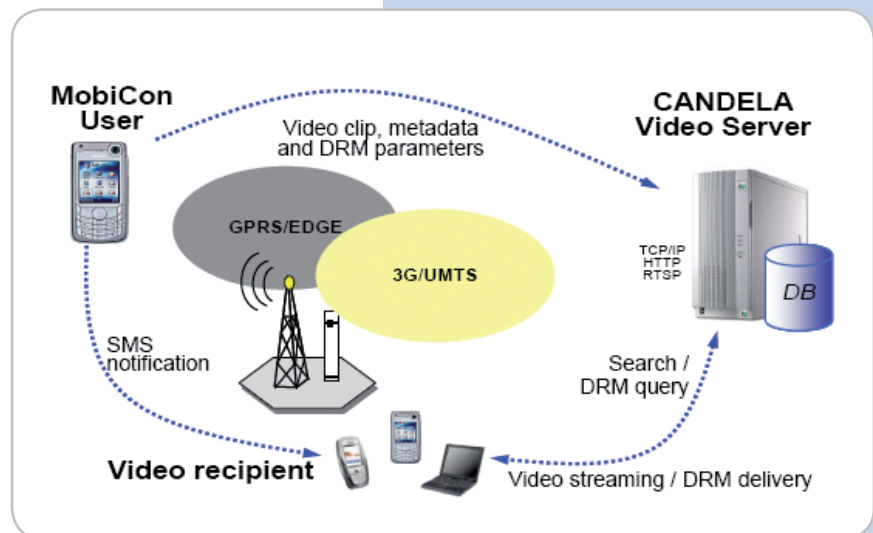 MobiCon
User
CANDELA
Video Server
Video clip, metadata
and DRM parameters
GPRS/EDGE
3G/UMTS
TCP/IP
HTTP
RTSP
DB
SMS
notification
Search /
DRM query
Video recipient
Video streaming / DRM delivery